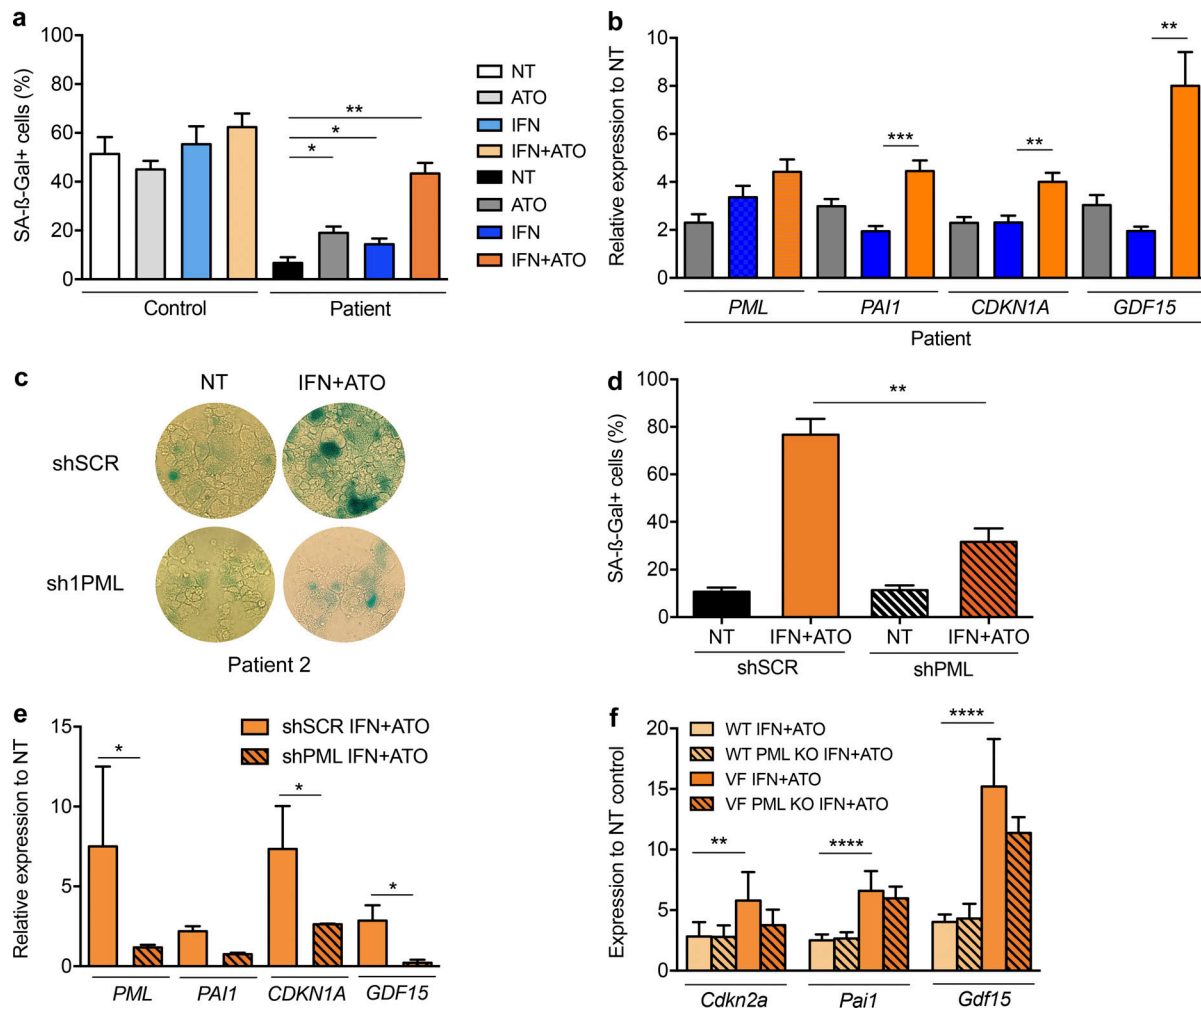 a
SA-ß-Gal+ cells (%)
100
80
60
40
20
0
**
*
*
Control
Patient
NT
ATO
IFN
IFN+ATO
NT
ATO
IFN
IFN+ATO
b
Relative expression to NT
10
8
6
4
2
0
***
**
**
PML
PAI1
CDKN1A
GDF15
Patient
c
NT
IFN+ATO
shSCR
sh1PML
Patient 2
d
SA-ß-Gal+ cells (%)
100
80
60
40
20
0
**
NT
IFN+ATO
NT
IFN+ATO
shSCR
shPML
e
Relative expression to NT
15
10
5
0
shSCR IFN+ATO
shPML IFN+ATO
*
*
*
PML
PAI1
CDKN1A
GDF15
f
Expression to NT control
20
15
10
5
0
WT IFN+ATO
WT PML KO IFN+ATO
VF IFN+ATO
VF PML KO IFN+ATO
**
****
****
Cdkn2a
Pai1
Gdf15